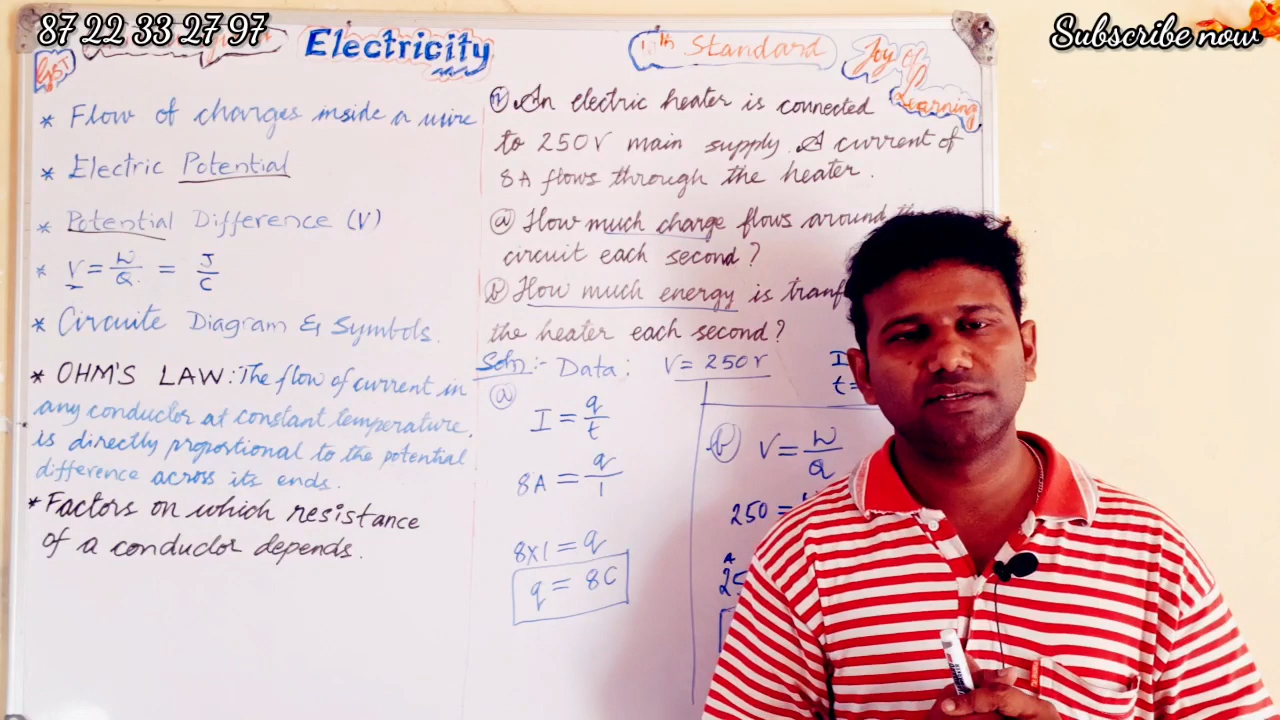 87 22 33 27 97
Subscribe now
GST
Electricity
10th Standard
Joy Of
Learning
* Flow of charges inside a wire
* Electric Potential
* Potential Difference (V)
* V = W/Q = J/C
* Circuite Diagram & Symbols.
* OHM'S LAW: The flow of current in
any conductor at constant temperature,
is directly proportional to the potential
difference across its ends.
* Factors on which resistance
of a conductor depends.
An electric heater is connected
to 250V main supply. A current of
8A flows through the heater.
(a) How much charge flows around
circuit each second?
(b) How much energy is
the heater each second?
Soln:- Data: V = 250V
I
t =
(a)
I = q/t
8A = q/1
8×1 = q
q = 8C
(b) V = W/Q
250 =